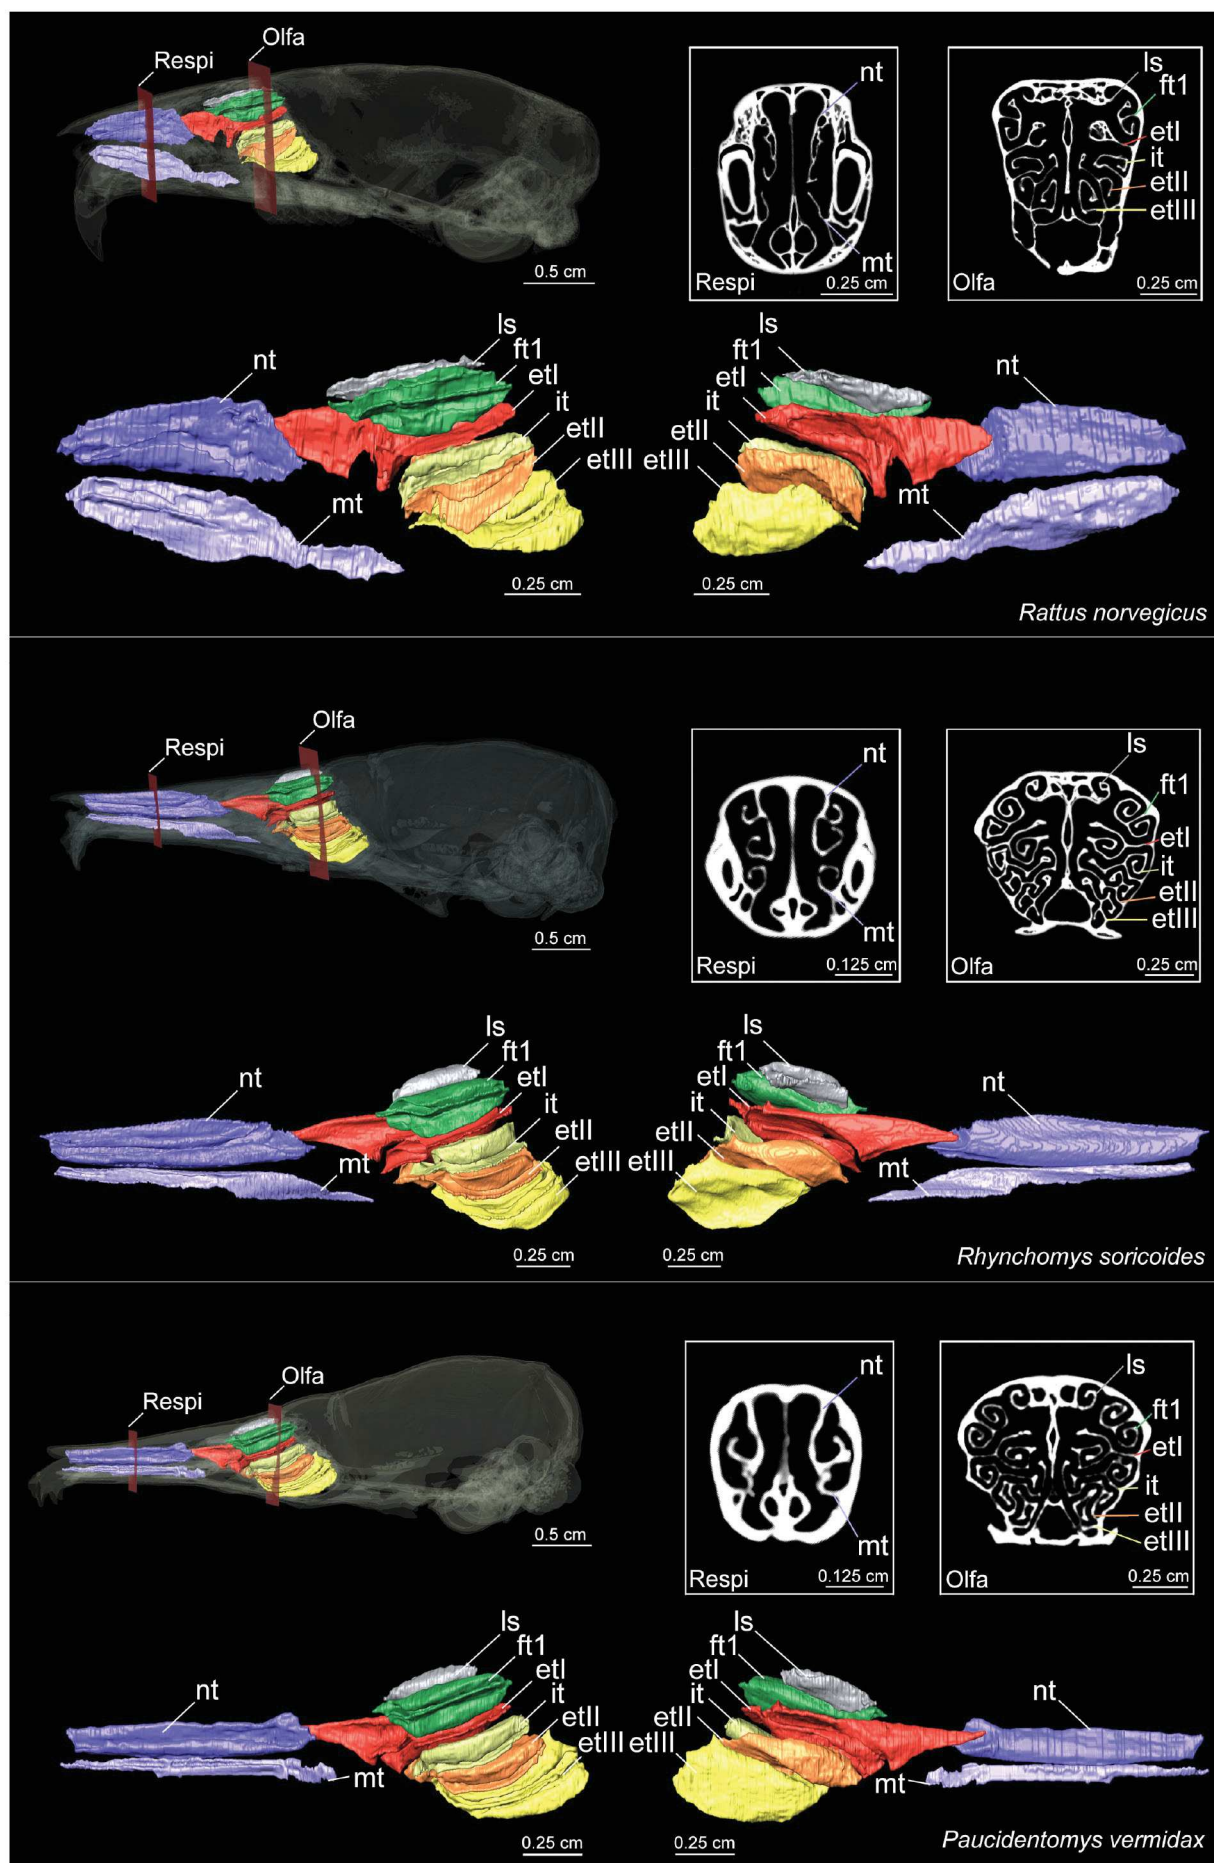 Olfa
Respi
0.5 cm
nt
mt
Respi
0.25 cm
ls
ft1
etI
it
etII
etIII
Olfa
0.25 cm
nt
ls
ft1
etI
it
etII
etIII
mt
0.25 cm
ls
ft1
etI
it
etII
etIII
nt
mt
0.25 cm
Rattus norvegicus
Olfa
Respi
0.5 cm
nt
mt
Respi
0.125 cm
ls
ft1
etI
it
etII
etIII
Olfa
0.25 cm
nt
ls
ft1
etI
it
etII
etIII
mt
0.25 cm
ls
ft1
etI
it
etII
etIII
nt
mt
0.25 cm
Rhynchomys soricoides
Olfa
Respi
0.5 cm
nt
mt
Respi
0.125 cm
ls
ft1
etI
it
etII
etIII
Olfa
0.25 cm
nt
ls
ft1
etI
it
etII
etIII
mt
0.25 cm
ls
ft1
etI
it
etII
etIII
nt
mt
0.25 cm
Paucidentomys vermidax